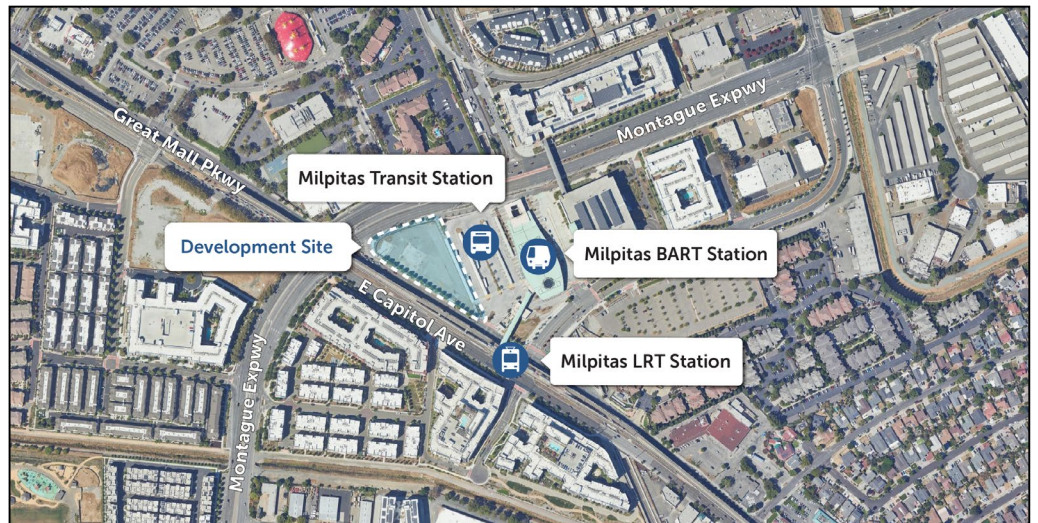 Great Mall Pkwy
Montague Expwy
Milpitas Transit Station
Development Site
Milpitas BART Station
E Capitol Ave
Milpitas LRT Station
Montague Expwy